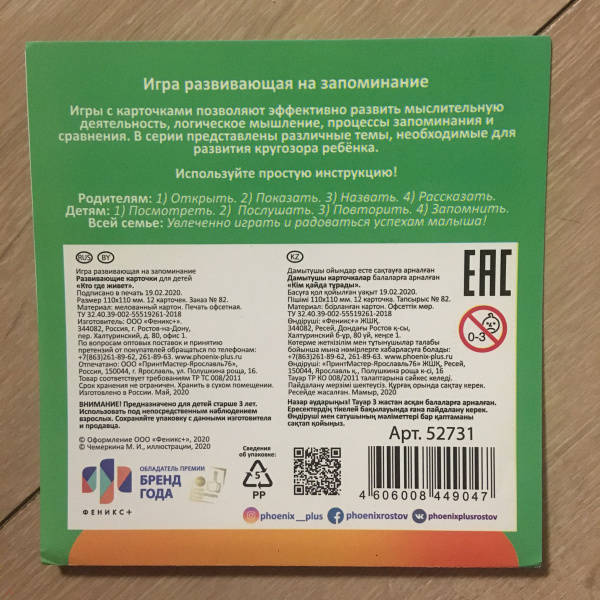 Игра развивающая на запоминание
Игры с карточками позволяют эффективно развить мыслительную
деятельность, логическое мышление, процессы запоминания и
сравнения. В серии представлены различные темы, необходимые для
развития кругозора ребёнка.
Используйте простую инструкцию!
Родителям: 1) Открыть. 2) Показать. 3) Назвать. 4) Рассказать.
Детям: 1) Посмотреть. 2) Послушать. 3) Повторить. 4) Запомнить.
Всей семье: Увлеченно играть и радоваться успехам малыша!
RUS BY
Игра развивающая на запоминание
Развивающие карточки для детей
«Кто где живет».
Подписано в печать 19.02.2020.
Размер 110х110 мм. 12 карточек. Заказ № 82.
Материал: мелованный картон. Печать офсетная.
ТУ 32.40.39-002-55519261-2018
Изготовитель: ООО «Феникс+».
344082, Россия, г. Ростов-на-Дону,
пер. Халтуринский, д. 80, офис 1.
По вопросам оптовых поставок и принятию
претензий от покупателей обращаться по телефонам:
+7(863)261-89-62, 261-89-63. www.phoenix-plus.ru
Отпечатано: ООО «ПринтМастер-Ярославль76»,
Россия, 150044, г. Ярославль, ул. Полушкина роща, д. 16
Товар соответствует требованиям ТР ТС 008/2011
Срок хранения не ограничен. Хранить в сухом помещении.
Изготовлено в России. Май, 2020
ВНИМАНИЕ! Предназначено для детей старше 3 лет.
Использовать под непосредственным наблюдением
взрослых. Сохраняйте упаковку с данными изготовителя
и продавца.
© Оформление ООО «Феникс+», 2020
© Чемеркина М. И., иллюстрации, 2020
KZ
Дамытушы ойындар есте сақтауға арналған
Дамытушы карточкалар балаларға арналған
«Кім қайда тұрады».
Басуға қол қойылған уақыт 19.02.2020.
Пішімі 110х110 мм. 12 карточек. Тапсырыс № 82.
Материал: борланған картон. Офсеттік мөр.
ТУ 32.40.39-002-55519261-2018
Өндіруші: «Феникс+» ЖШҚ,
344082, Ресей, Дондағы Ростов қ-сы,
Халтуринский б-ұр 80 үй, кеңсе 1.
Көтерме жеткізілім мен тұтынушылар талабы
бойынша мына нөмірлерге хабарласуға болады:
+7(863)261-89-62, 261-89-63. www.phoenix-plus.ru
«ПринтМастер-Ярославль76» ЖШҚ, Ресей,
150044, Ярославль қ., Полушкина роща к-сі, 16
Тауар ТР КО 008/2011 талаптарына сәйкес келеді.
Пайдалану мерзімі шектеусіз. Құрғақ орында сақтау керек.
Ресейде жасалған. Мамыр, 2020
Назар аударыңыз! Тауар 3 жастан асқан балаларға арналған.
Ересектердің тікелей бақылауында ғана пайдалану керек.
Өндіруші мен сатушының мәліметтері бар қаптаманы
сақтап қойыңыз.
EAC
0-3
Арт. 52731
ФЕНИКС+
ОБЛАДАТЕЛЬ ПРЕМИИ
БРЕНД
ГОДА
Сведения
об упаковке:
5
PP
4 606008 449047
phoenix__plus
phoenixrostov
phoenixplusrostov